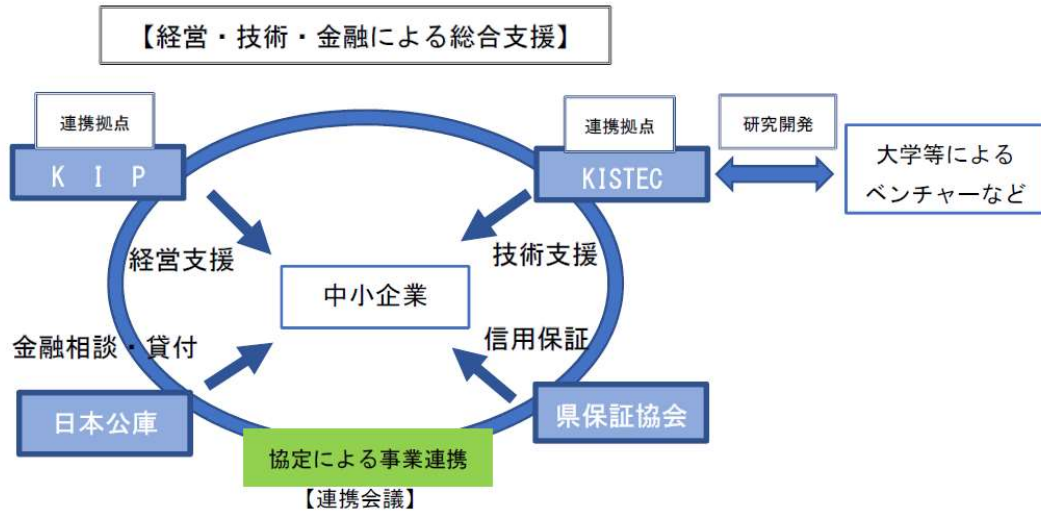 【経営・技術・金融による総合支援】
連携拠点
K I P
連携拠点
KISTEC
研究開発
大学等による
ベンチャーなど
経営支援
技術支援
中小企業
金融相談・貸付
信用保証
日本公庫
県保証協会
協定による事業連携
【連携会議】